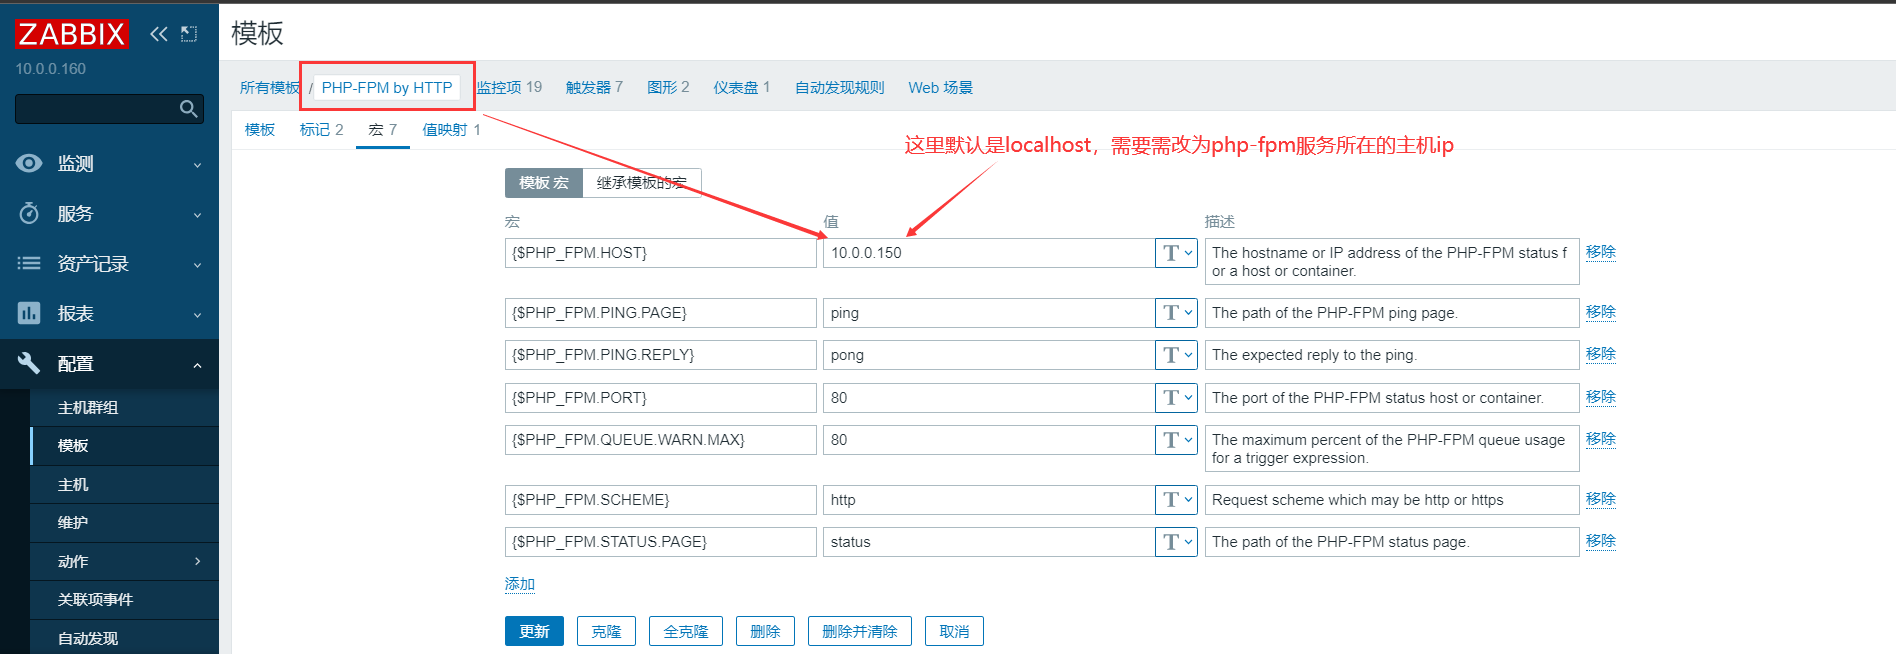 ZABBIX
10.0.0.160
监测
服务
资产记录
报表
配置
主机群组
模板
主机
维护
动作
关联项事件
自动发现
模板
所有模板 / PHP-FPM by HTTP 监控项 19 触发器 7 图形 2 仪表盘 1 自动发现规则 Web 场景
模板 标记 2 宏 7 值映射 1
这里默认是localhost，需要需改为php-fpm服务所在的主机ip
模板 宏 继承模板的宏
宏 值 描述
{$PHP_FPM.HOST} 10.0.0.150 T The hostname or IP address of the PHP-FPM status f 移除
or a host or container.
{$PHP_FPM.PING.PAGE} ping T The path of the PHP-FPM ping page. 移除
{$PHP_FPM.PING.REPLY} pong T The expected reply to the ping. 移除
{$PHP_FPM.PORT} 80 T The port of the PHP-FPM status host or container. 移除
{$PHP_FPM.QUEUE.WARN.MAX} 80 T The maximum percent of the PHP-FPM queue usage 移除
for a trigger expression.
{$PHP_FPM.SCHEME} http T Request scheme which may be http or https 移除
{$PHP_FPM.STATUS.PAGE} status T The path of the PHP-FPM status page. 移除
添加
更新 克隆 全克隆 删除 删除并清除 取消